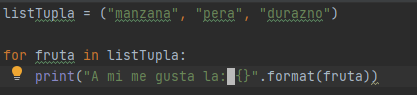 listTupla = ("manzana", "pera", "durazno")
for fruta in listTupla:
print("A mi me gusta la: {}".format(fruta))